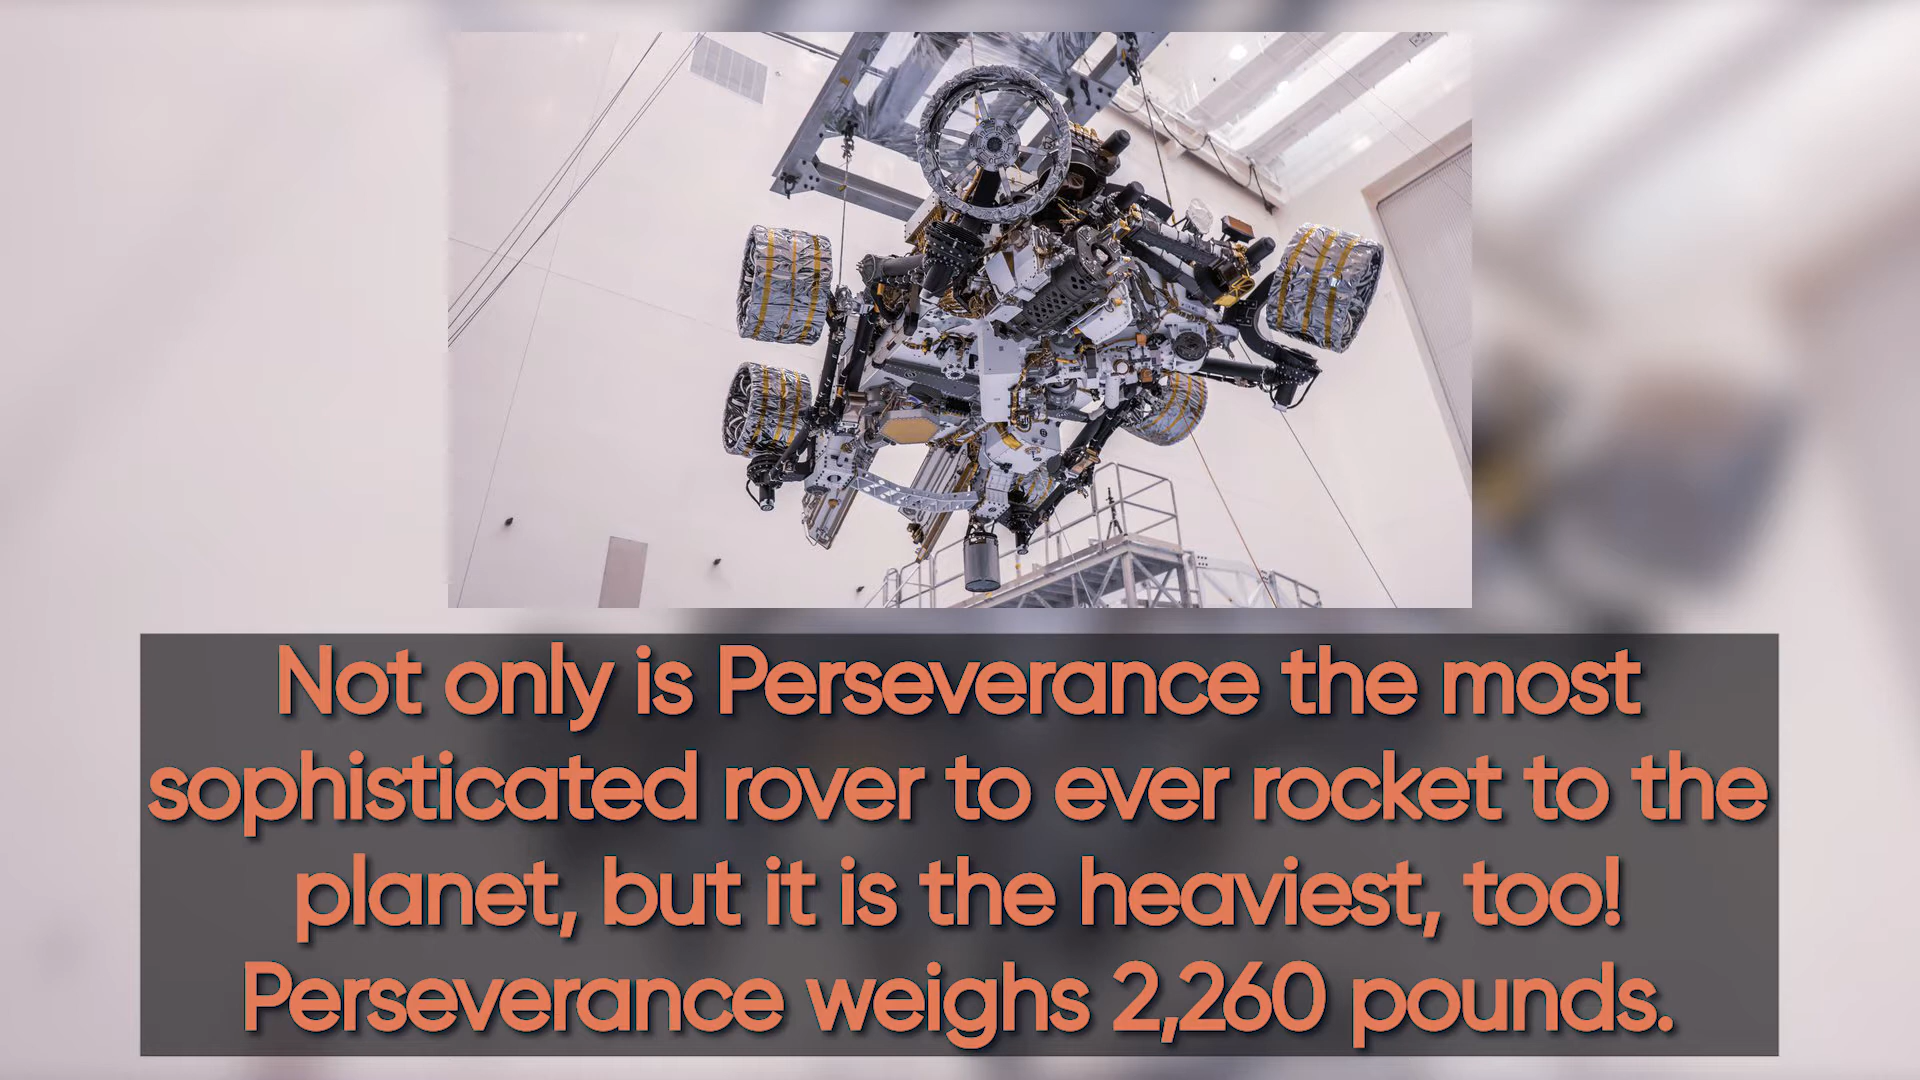 Not only is Perseverance the most
sophisticated rover to ever rocket to the
planet, but it is the heaviest, too!
Perseverance weighs 2,260 pounds.